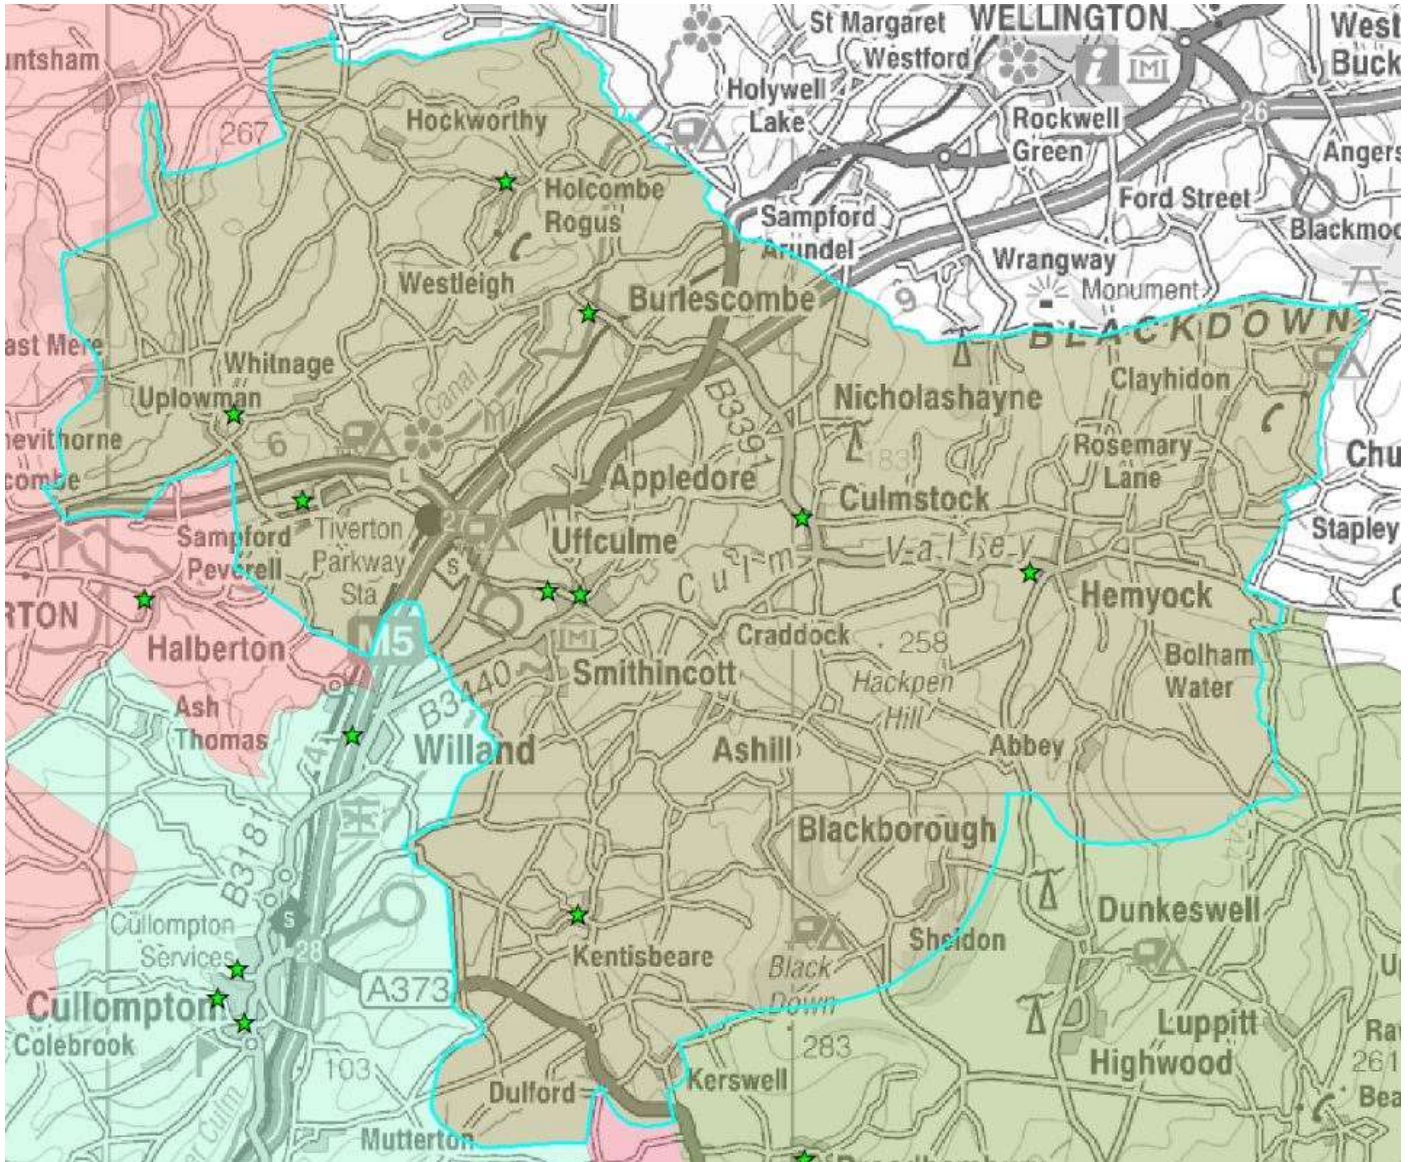 St Margaret
WELLINGTON
West
Buck
untsham
Westford
Holywell
Lake
26
267
Hockworthy
Rockwell
Green
Angers
Holcombe
Rogus
Ford Street
Sampford
Arundel
Blackmoo
Wrangway
Westleigh
9
Monument
Burlescombe
BLACKDOWN
ast Mere
Whitnage
Clayhidon
Uplowman
Canal
Nicholashayne
B3391
hevithorne
6
Rosemary
Lane
Chu
combe
L
183
Appledore
Culmstock
27
Sampford
Peverell
Tiverton
Parkway
Sta
Stapley
Uffculme
Culm Valley
S
RTON
Hemyock
M5
Craddock
Halberton
258
Hackpen
Hill
Bolham
Water
Smithincott
Ash
Thomas
B3440
Willand
Ashill
Abbey
Blackborough
B3181
Dunkeswell
Cullompton
Services
S
28
Sheldon
Kentisbeare
Black
Down
A373
Cullompton
Colebrook
Luppitt
283
Highwood
Ra
261
103
Kerswell
Dulford
Bea
Culm
Mutterton